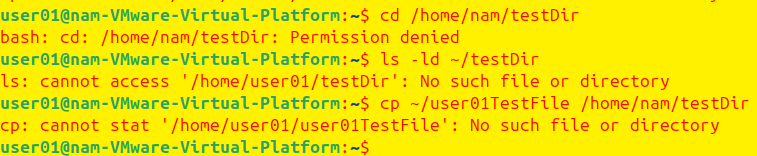 user01@nam-VMware-Virtual-Platform:~$ cd /home/nam/testDir
bash: cd: /home/nam/testDir: Permission denied
user01@nam-VMware-Virtual-Platform:~$ ls -ld ~/testDir
ls: cannot access '/home/user01/testDir': No such file or directory
user01@nam-VMware-Virtual-Platform:~$ cp ~/user01TestFile /home/nam/testDir
cp: cannot stat '/home/user01/user01TestFile': No such file or directory
user01@nam-VMware-Virtual-Platform:~$